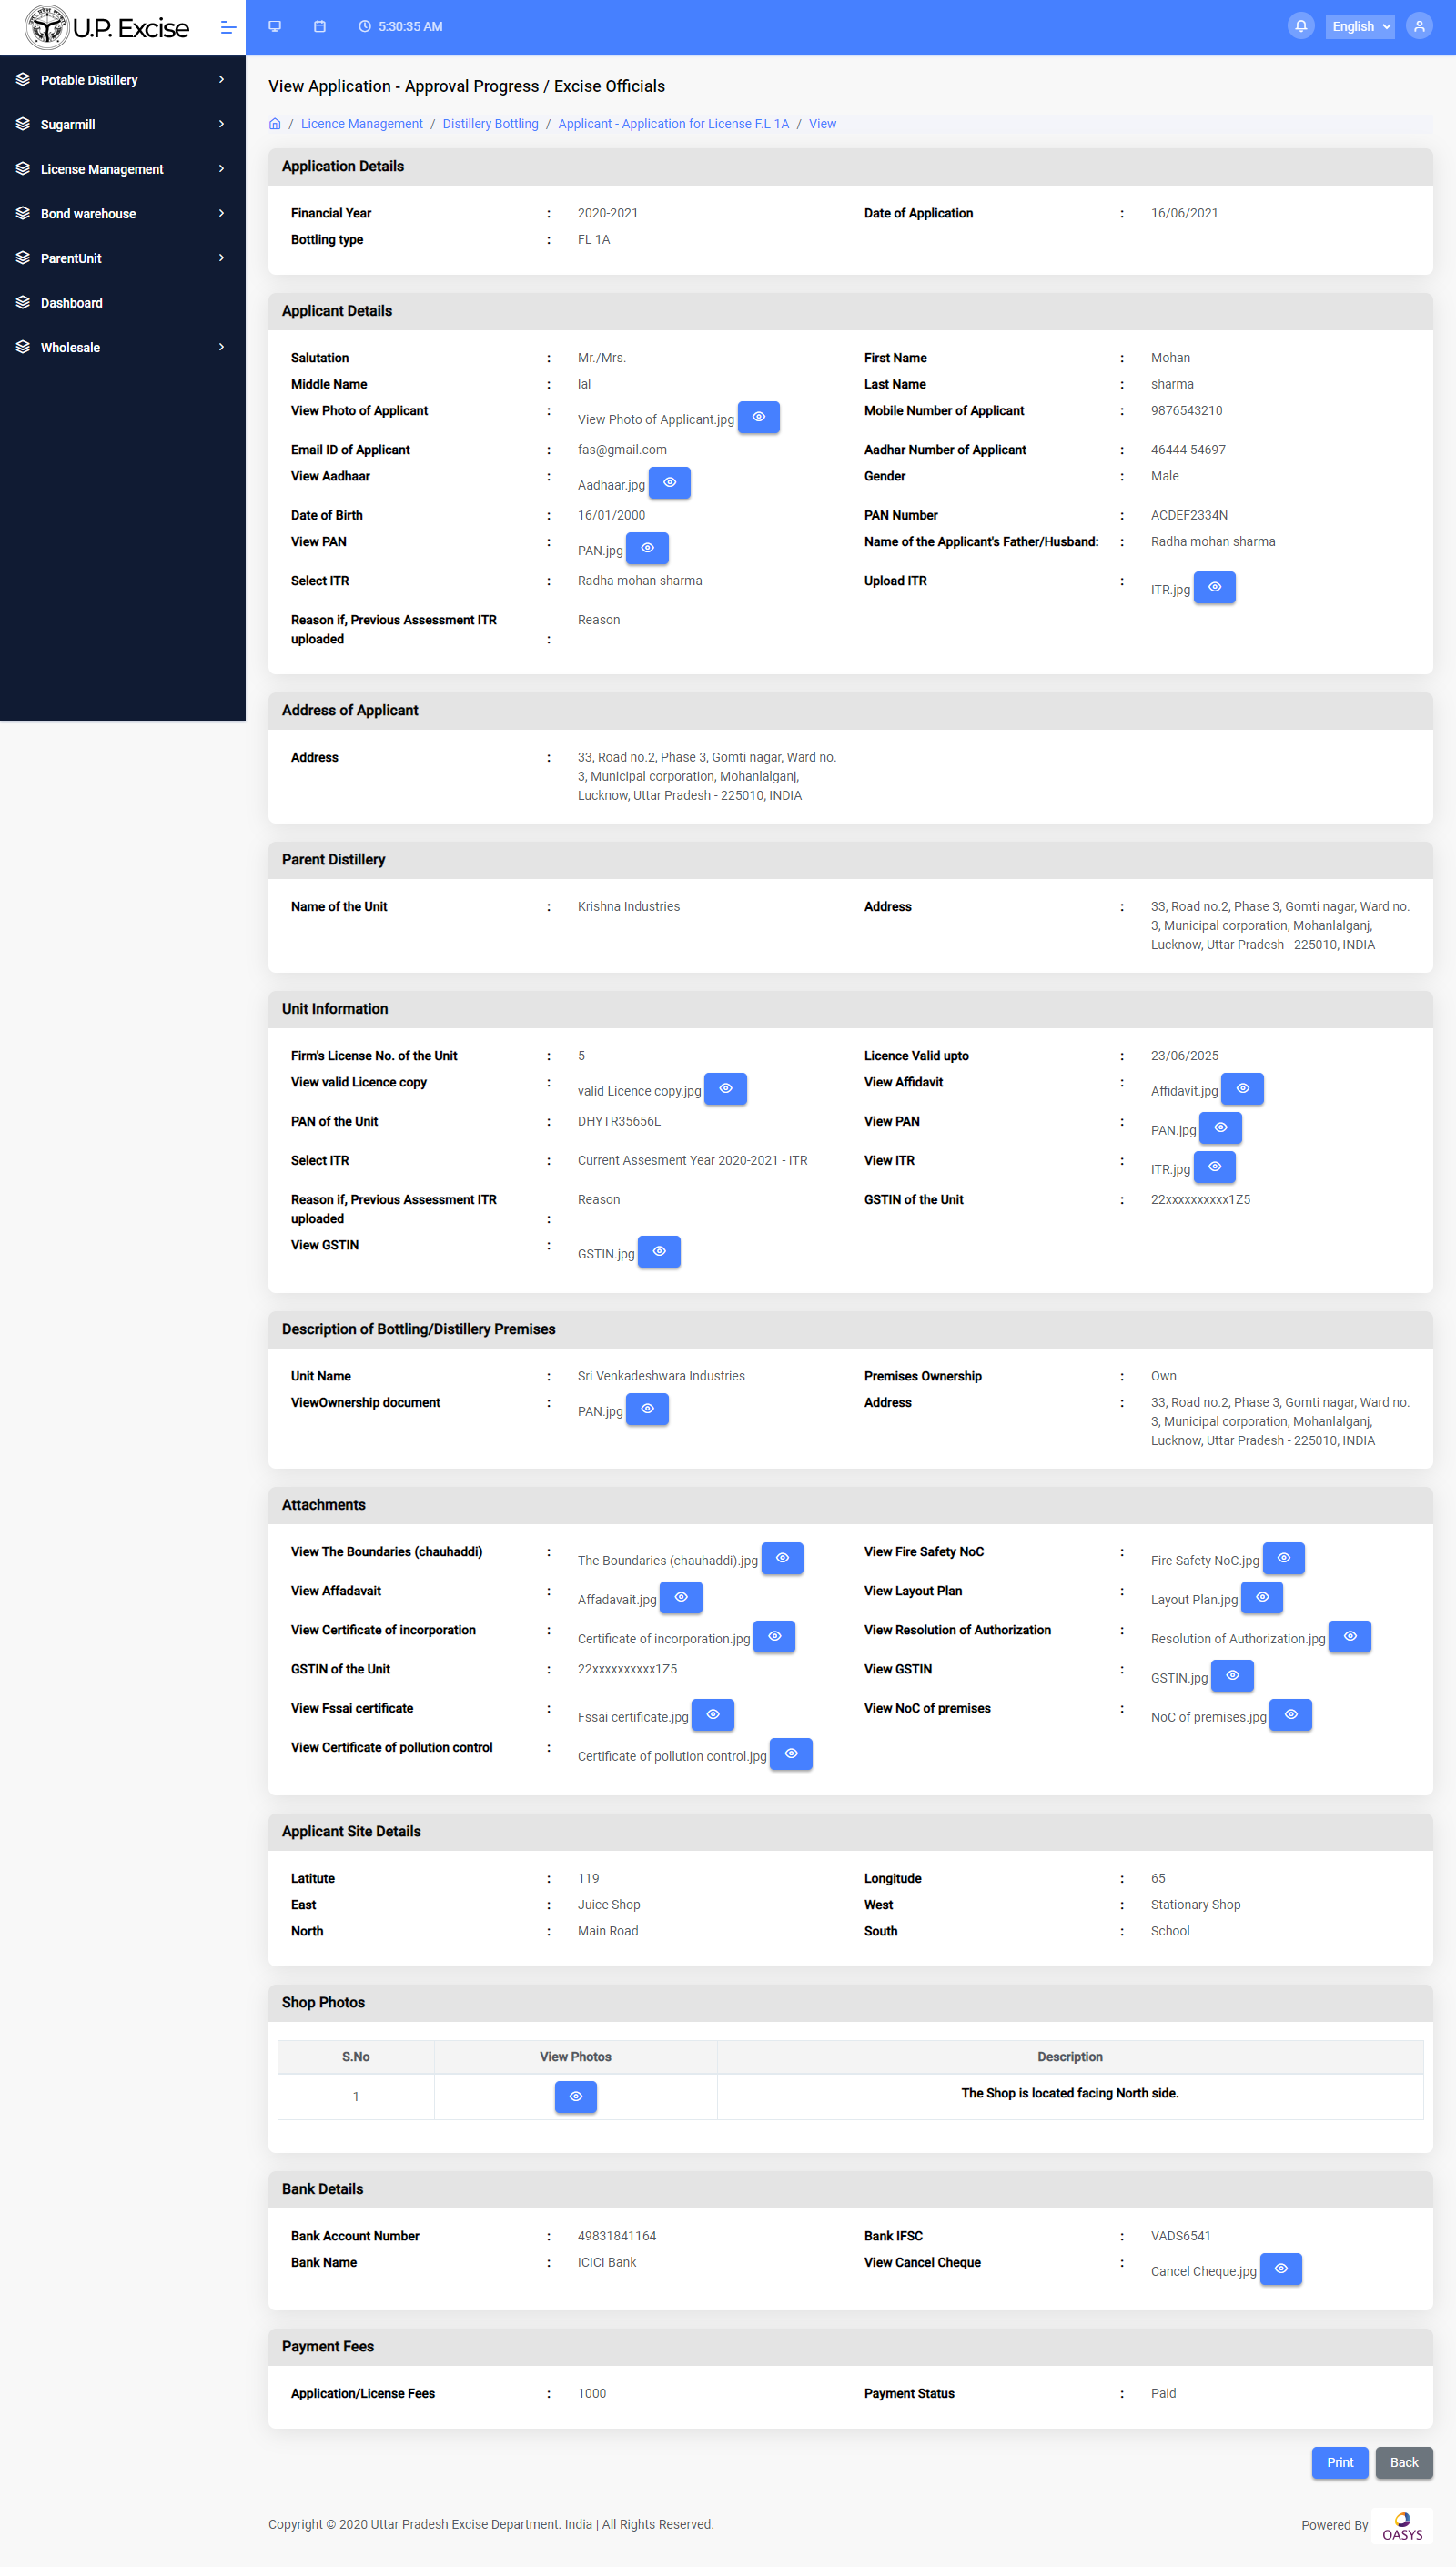 U.P. Excise
5:30:35 AM
English
Potable Distillery
Sugarmill
License Management
Bond warehouse
ParentUnit
Dashboard
Wholesale
View Application - Approval Progress / Excise Officials
/ Licence Management / Distillery Bottling / Applicant - Application for License F.L 1A / View
Application Details
Financial Year : 2020-2021 Date of Application : 16/06/2021
Bottling type : FL 1A
Applicant Details
Salutation : Mr./Mrs. First Name : Mohan
Middle Name : lal Last Name : sharma
View Photo of Applicant : View Photo of Applicant.jpg Mobile Number of Applicant : 9876543210
Email ID of Applicant : fas@gmail.com Aadhar Number of Applicant : 46444 54697
View Aadhaar : Aadhaar.jpg Gender : Male
Date of Birth : 16/01/2000 PAN Number : ACDEF2334N
View PAN : PAN.jpg Name of the Applicant's Father/Husband: : Radha mohan sharma
Select ITR : Radha mohan sharma Upload ITR : ITR.jpg
Reason if, Previous Assessment ITR Reason
uploaded :
Address of Applicant
Address : 33, Road no.2, Phase 3, Gomti nagar, Ward no.
3, Municipal corporation, Mohanlalganj,
Lucknow, Uttar Pradesh - 225010, INDIA
Parent Distillery
Name of the Unit : Krishna Industries Address : 33, Road no.2, Phase 3, Gomti nagar, Ward no.
3, Municipal corporation, Mohanlalganj,
Lucknow, Uttar Pradesh - 225010, INDIA
Unit Information
Firm's License No. of the Unit : 5 Licence Valid upto : 23/06/2025
View valid Licence copy : valid Licence copy.jpg View Affidavit : Affidavit.jpg
PAN of the Unit : DHYTR35656L View PAN : PAN.jpg
Select ITR : Current Assesment Year 2020-2021 - ITR View ITR : ITR.jpg
Reason if, Previous Assessment ITR Reason GSTIN of the Unit : 22xxxxxxxxxx1Z5
uploaded :
View GSTIN : GSTIN.jpg
Description of Bottling/Distillery Premises
Unit Name : Sri Venkadeshwara Industries Premises Ownership : Own
ViewOwnership document : PAN.jpg Address : 33, Road no.2, Phase 3, Gomti nagar, Ward no.
3, Municipal corporation, Mohanlalganj,
Lucknow, Uttar Pradesh - 225010, INDIA
Attachments
View The Boundaries (chauhaddi) : The Boundaries (chauhaddi).jpg View Fire Safety NoC : Fire Safety NoC.jpg
View Affadavait : Affadavait.jpg View Layout Plan : Layout Plan.jpg
View Certificate of incorporation : Certificate of incorporation.jpg View Resolution of Authorization : Resolution of Authorization.jpg
GSTIN of the Unit : 22xxxxxxxxxx1Z5 View GSTIN : GSTIN.jpg
View Fssai certificate : Fssai certificate.jpg View NoC of premises : NoC of premises.jpg
View Certificate of pollution control : Certificate of pollution control.jpg
Applicant Site Details
Latitute : 119 Longitude : 65
East : Juice Shop West : Stationary Shop
North : Main Road South : School
Shop Photos
S.No View Photos Description
1 The Shop is located facing North side.
Bank Details
Bank Account Number : 49831841164 Bank IFSC : VADS6541
Bank Name : ICICI Bank View Cancel Cheque : Cancel Cheque.jpg
Payment Fees
Application/License Fees : 1000 Payment Status : Paid
Print Back
Copyright © 2020 Uttar Pradesh Excise Department. India | All Rights Reserved. Powered By OASYS